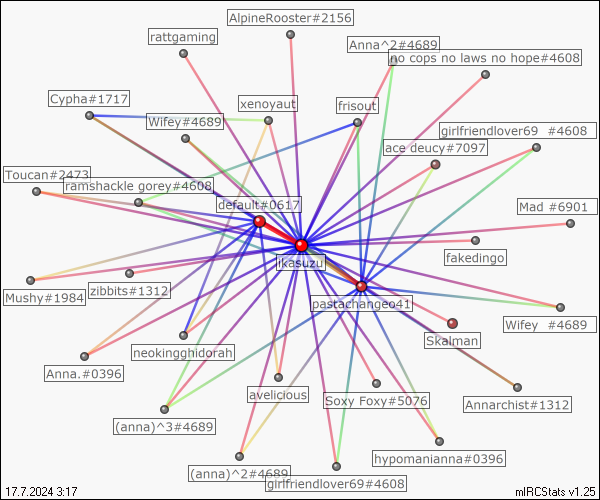 AlpineRooster#2156
rattgaming
Anna^2#4689
no cops no laws no hope#4608
Cypha#1717
xenoyaut
frisout
Wifey#4689
girlfriendlover69 #4608
ace deucy#7097
Toucan#2473
ramshackle gorey#4608
default#0617
Mad #6901
fakedingo
ikasuzu
zibbits#1312
Mushy#1984
pastachangeo41
Wifey #4689
Skalman
neokingghidorah
Anna.#0396
avelicious
Soxy Foxy#5076
Annarchist#1312
(anna)^3#4689
hypomanianna#0396
(anna)^2#4689
girlfriendlover69#4608
17.7.2024 3:17
mIRCStats v1.25